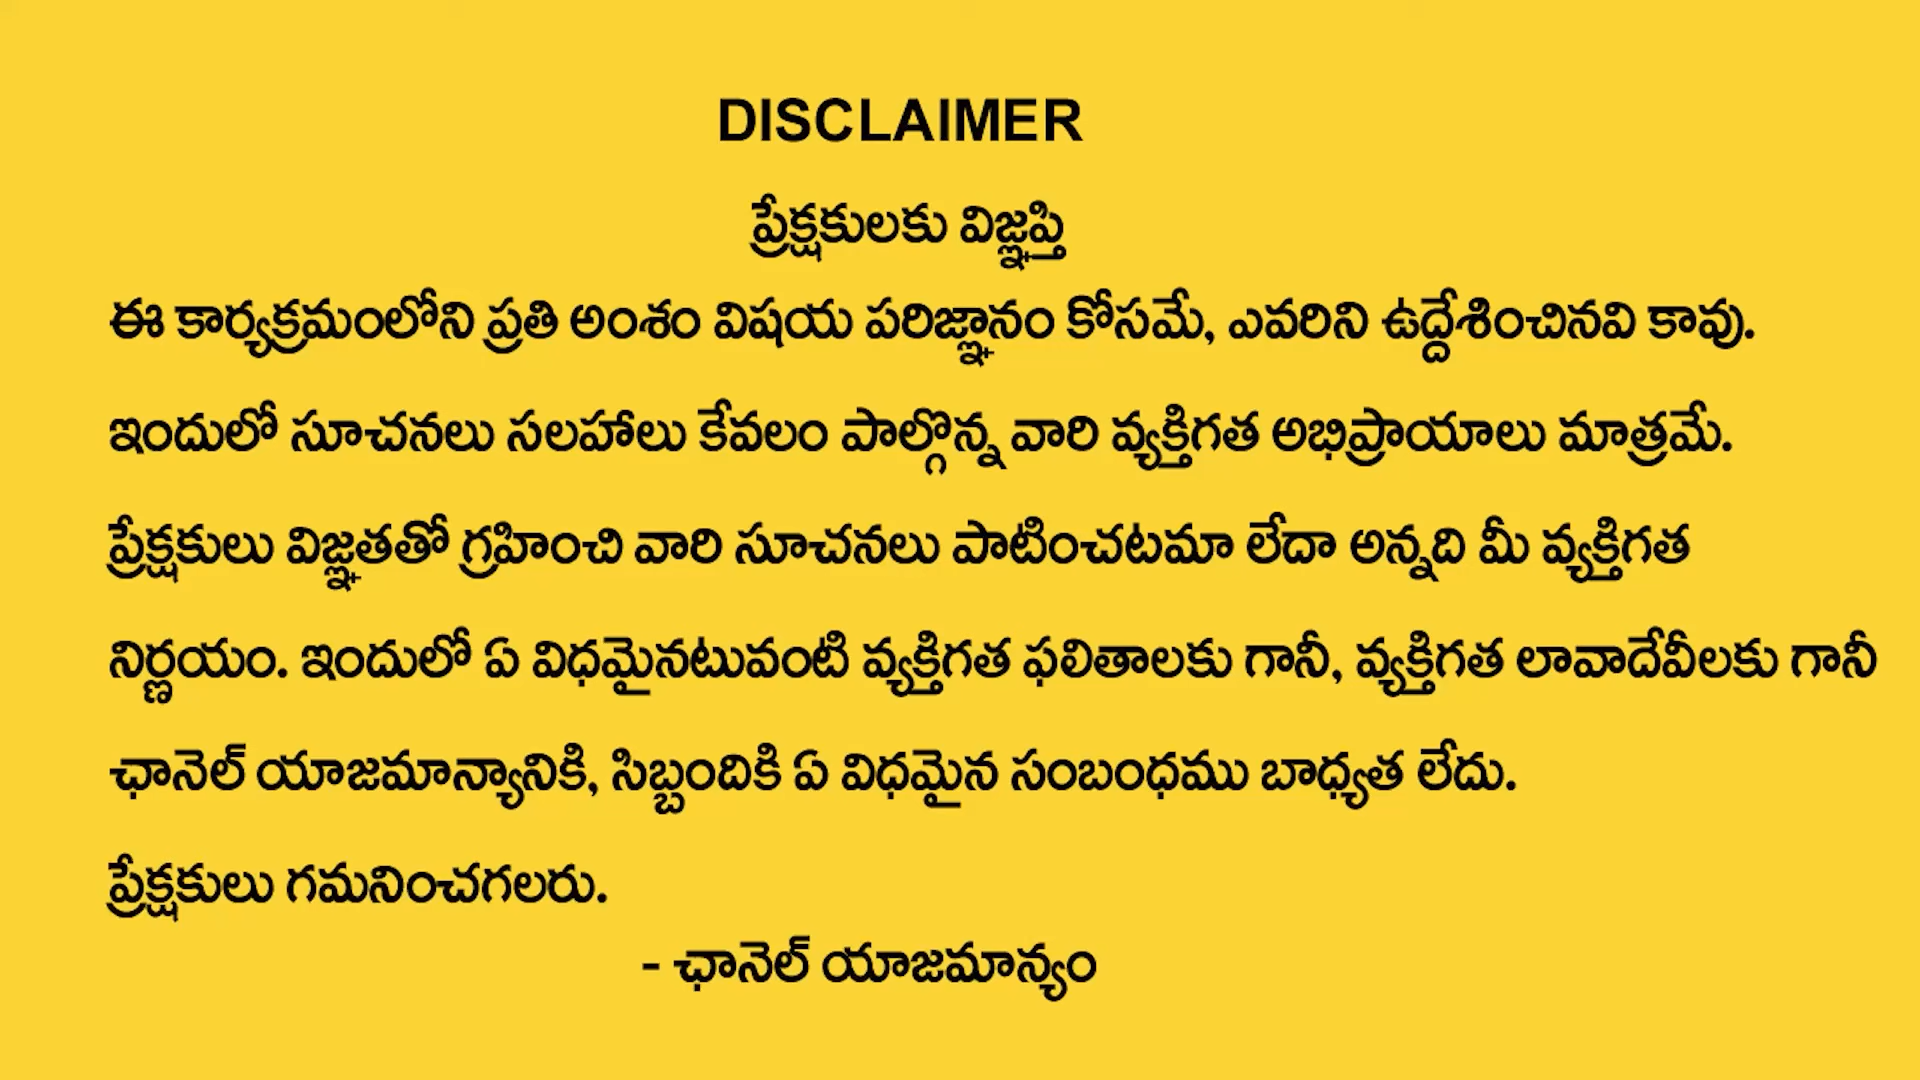 DISCLAIMER
ప్రేక్షకులకు విజ్ఞప్తి
ఈ కార్యక్రమంలోని ప్రతి అంశం విషయ పరిజ్ఞానం కోసమే, ఎవరిని ఉద్దేశించినవి కావు.
ఇందులో సూచనలు సలహాలు కేవలం పాల్గొన్న వారి వ్యక్తిగత అభిప్రాయాలు మాత్రమే.
ప్రేక్షకులు విజ్ఞతతో గ్రహించి వారి సూచనలు పాటించటమా లేదా అన్నది మీ వ్యక్తిగత
నిర్ణయం. ఇందులో ఏ విధమైనటువంటి వ్యక్తిగత ఫలితాలకు గానీ, వ్యక్తిగత లావాదేవీలకు గానీ
ఛానెల్ యాజమాన్యానికి, సిబ్బందికి ఏ విధమైన సంబంధము బాధ్యత లేదు.
ప్రేక్షకులు గమనించగలరు.
- ఛానెల్ యాజమాన్యం